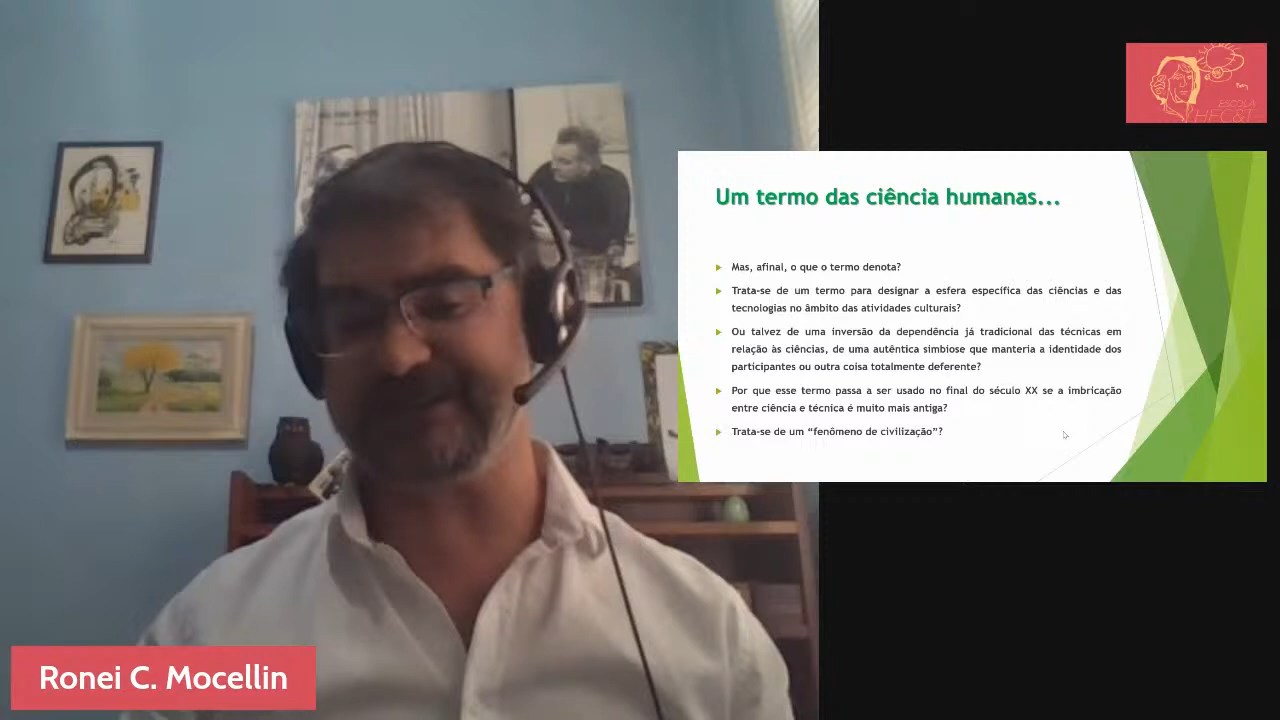 ESCOLA
HFC&T
Um termo das ciência humanas...
Mas, afinal, o que o termo denota?
Trata-se de um termo para designar a esfera específica das ciências e das
tecnologias no âmbito das atividades culturais?
Ou talvez de uma inversão da dependência já tradicional das técnicas em
relação às ciências, de uma autêntica simbiose que manteria a identidade dos
participantes ou outra coisa totalmente deferente?
Por que esse termo passa a ser usado no final do século XX se a imbricação
entre ciência e técnica é muito mais antiga?
Trata-se de um “fenômeno de civilização”?
Ronei C. Mocellin